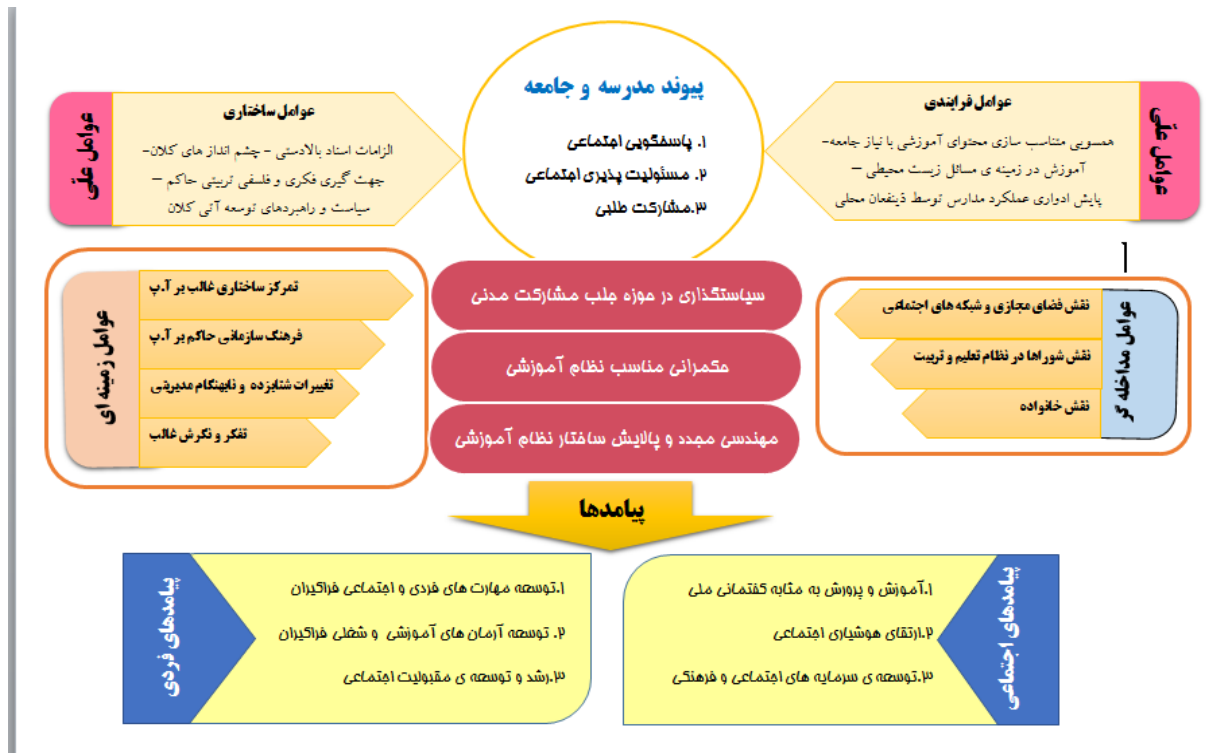 پیوند مدرسه و جامعه
۱. پاسخگویی اجتماعی
۲. مسئولیت پذیری اجتماعی
۳.مشارکت طلبی
عوامل علّی
عوامل فرایندی
همسویی متناسب سازی محتوای آموزشی با نیاز جامعه-
آموزش در زمینه ی مسائل زیست محیطی –
پایش ادواری عملکرد مدارس توسط ذینفعان محلی
عوامل علّی
عوامل ساختاری
الزامات اسناد بالادستی - چشم انداز های کلان-
جهت گیری فکری و فلسفی تربیتی حاکم –
سیاست و راهبردهای توسعه آتی کلان
عوامل مداخله گر
نقش فضای مجازی و شبکه های اجتماعی
نقش شوراها در نظام تعلیم و تربیت
نقش خانواده
سیاستگذاری در حوزه جلب مشارکت مدنی
حکمرانی مناسب نظام آموزشی
مهندسی مجدد و پالایش ساختار نظام آموزشی
عوامل زمینه ای
تمرکز ساختاری غالب بر آ.پ
فرهنگ سازمانی حاکم بر آ.پ
تغییرات شتابزده و نابهنگام مدیریتی
تفکر و نگرش غالب
پیامدها
پیامدهای اجتماعی
۱.آموزش و پرورش به مثابه گفتمانی ملی
۲.ارتقای هوشیاری اجتماعی
۳.توسعه ی سرمایه های اجتماعی و فرهنگی
پیامدهای فردی
۱.توسعه مهارت های فردی و اجتماعی فراگیران
۲. توسعه آرمان های آموزشی و شغلی فراگیران
۳.رشد و توسعه ی مقبولیت اجتماعی